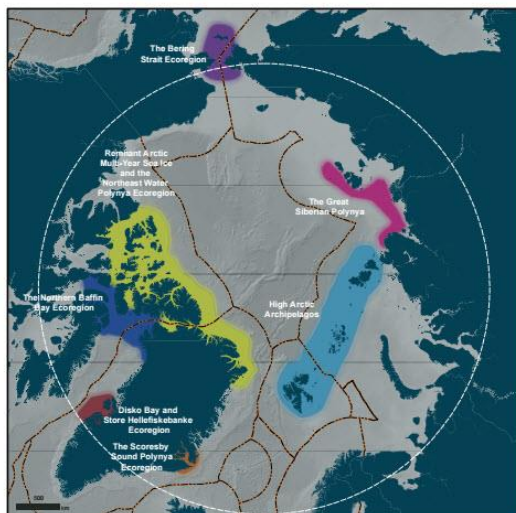 The Bering
Strait Ecoregion
Remnant Arctic
Multi-Year Sea Ice
and the
Northeast Water
Polynya Ecoregion
The Great
Siberian Polynya
The Northern Baffin
Bay Ecoregion
High Arctic
Archipelagos
Disko Bay and
Store Hellefiskebanke
Ecoregion
The Scoresby
Sound Polynya
Ecoregion
500